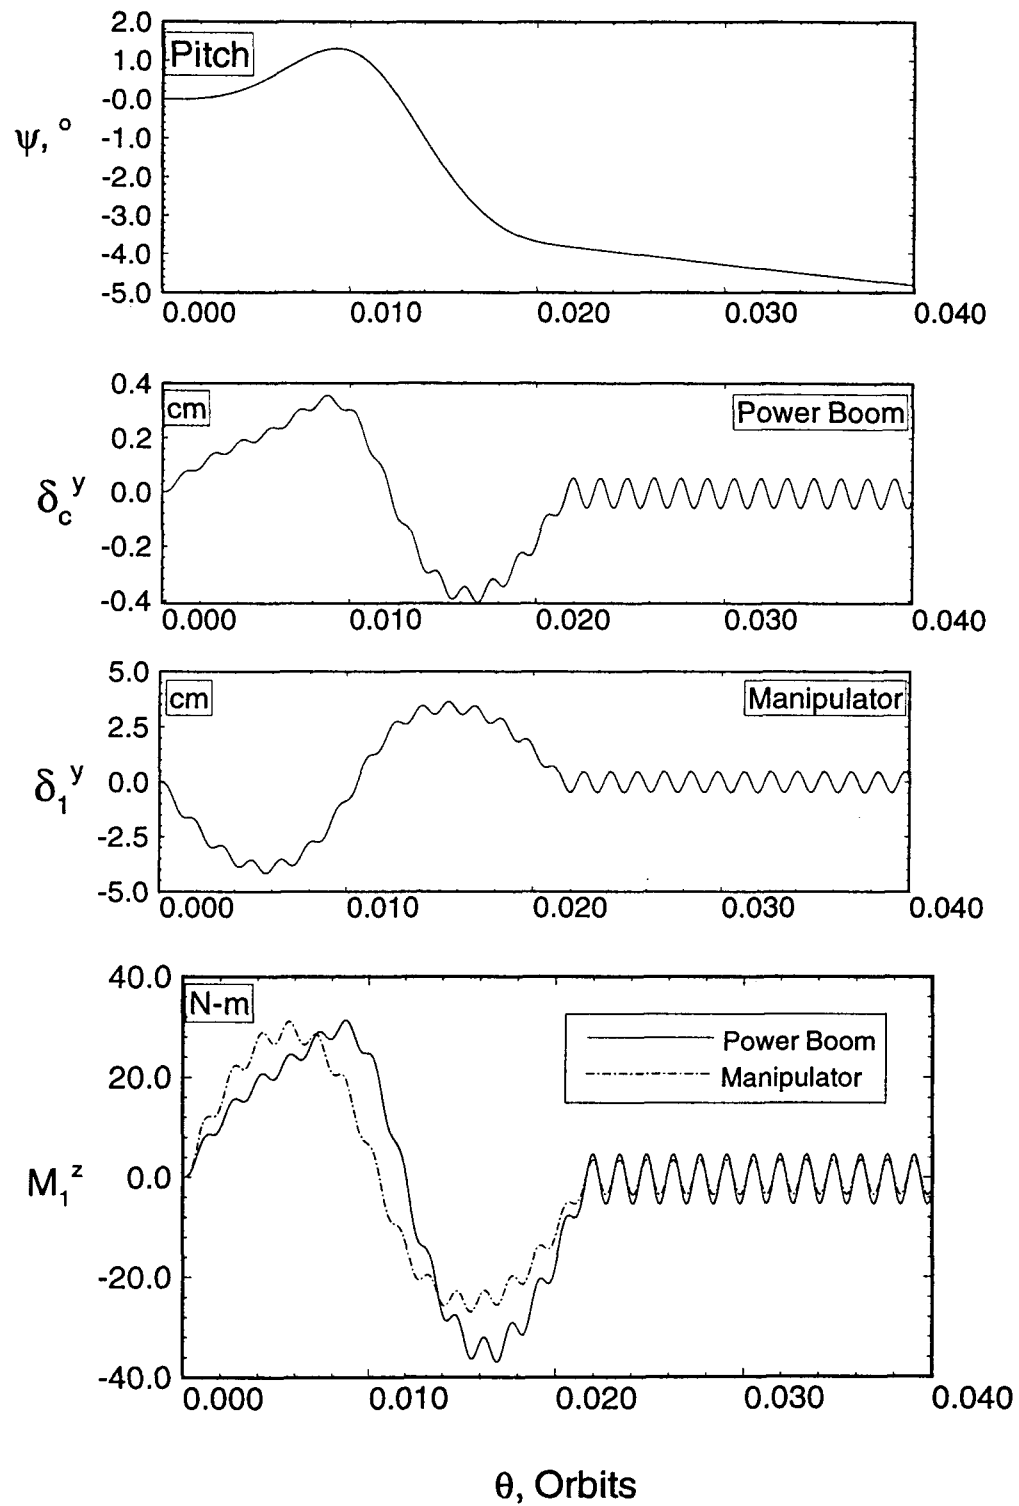 2.0
Pitch
1.0
-0.0
ψ, °
-1.0
-2.0
-3.0
-4.0
-5.0
0.000 0.010 0.020 0.030 0.040
0.4
cm Power Boom
0.2
δ_c^y 0.0
-0.2
-0.4
0.000 0.010 0.020 0.030 0.040
5.0
cm Manipulator
2.5
δ_1^y 0.0
-2.5
-5.0
0.000 0.010 0.020 0.030 0.040
40.0
N-m
Power Boom
20.0 Manipulator
M_1^z 0.0
-20.0
-40.0
0.000 0.010 0.020 0.030 0.040
θ, Orbits